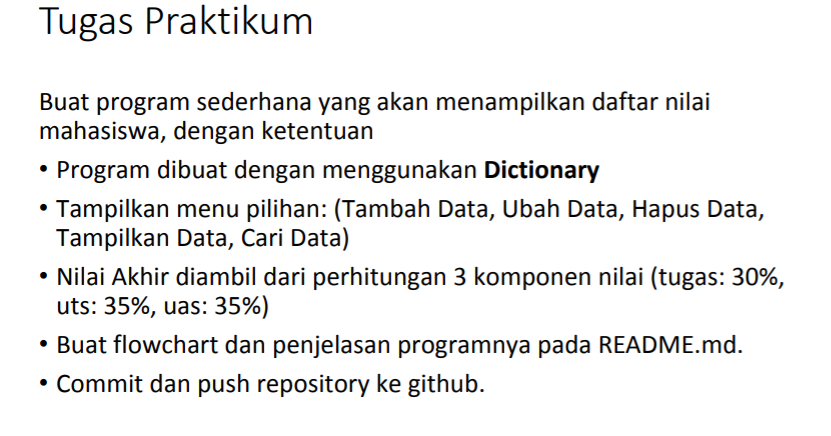 Tugas Praktikum
Buat program sederhana yang akan menampilkan daftar nilai
mahasiswa, dengan ketentuan
• Program dibuat dengan menggunakan Dictionary
• Tampilkan menu pilihan: (Tambah Data, Ubah Data, Hapus Data,
Tampilkan Data, Cari Data)
• Nilai Akhir diambil dari perhitungan 3 komponen nilai (tugas: 30%,
uts: 35%, uas: 35%)
• Buat flowchart dan penjelasan programnya pada README.md.
• Commit dan push repository ke github.